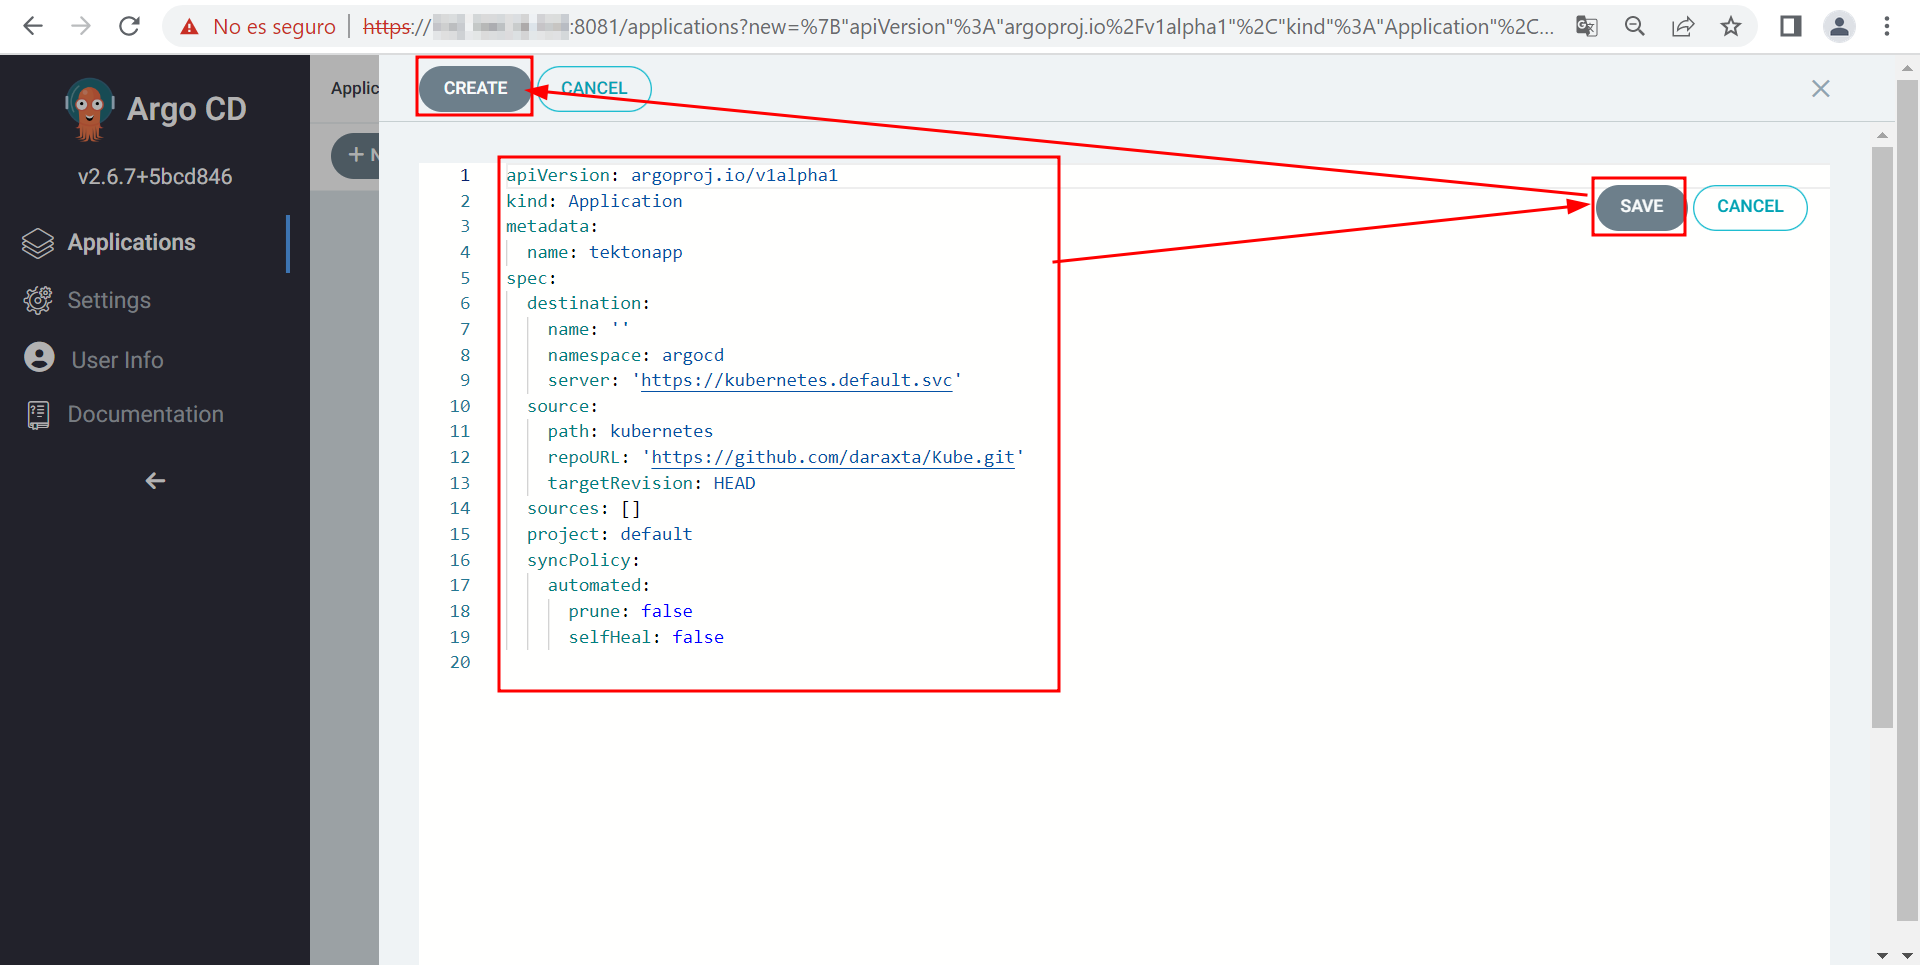 No es seguro https:// :8081/applications?new=%7B"apiVersion"%3A"argoproj.io%2Fv1alpha1"%2C"kind"%3A"Application"%2C...
Argo CD
v2.6.7+5bcd846
Applications
Settings
User Info
Documentation
Applic
+ N
CREATE
CANCEL
SAVE
CANCEL
1 apiVersion: argoproj.io/v1alpha1
2 kind: Application
3 metadata:
4 name: tektonapp
5 spec:
6 destination:
7 name: ''
8 namespace: argocd
9 server: 'https://kubernetes.default.svc'
10 source:
11 path: kubernetes
12 repoURL: 'https://github.com/daraxta/Kube.git'
13 targetRevision: HEAD
14 sources: []
15 project: default
16 syncPolicy:
17 automated:
18 prune: false
19 selfHeal: false
20